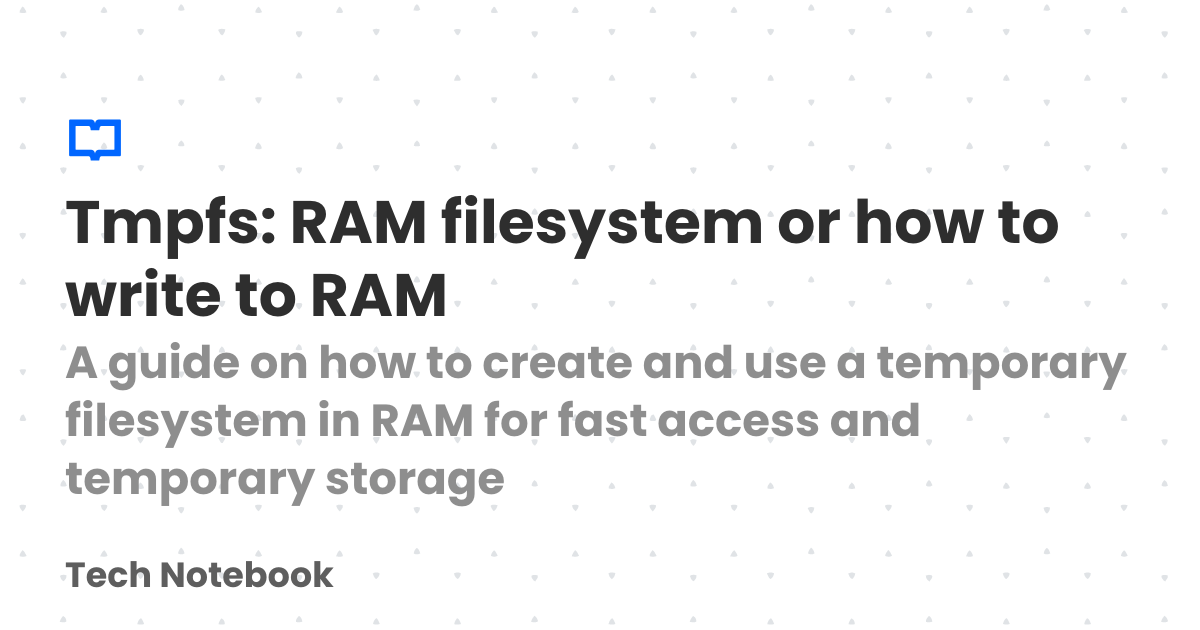 Tmpfs: RAM filesystem or how to
write to RAM
A guide on how to create and use a temporary
filesystem in RAM for fast access and
temporary storage
Tech Notebook